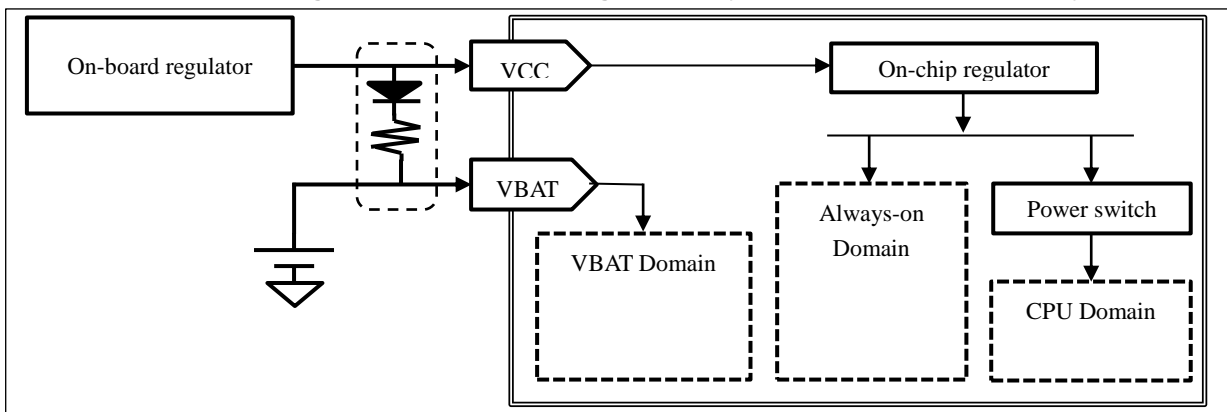 On-board regulator
VCC
On-chip regulator
VBAT
Always-on
Domain
Power switch
VBAT Domain
CPU Domain